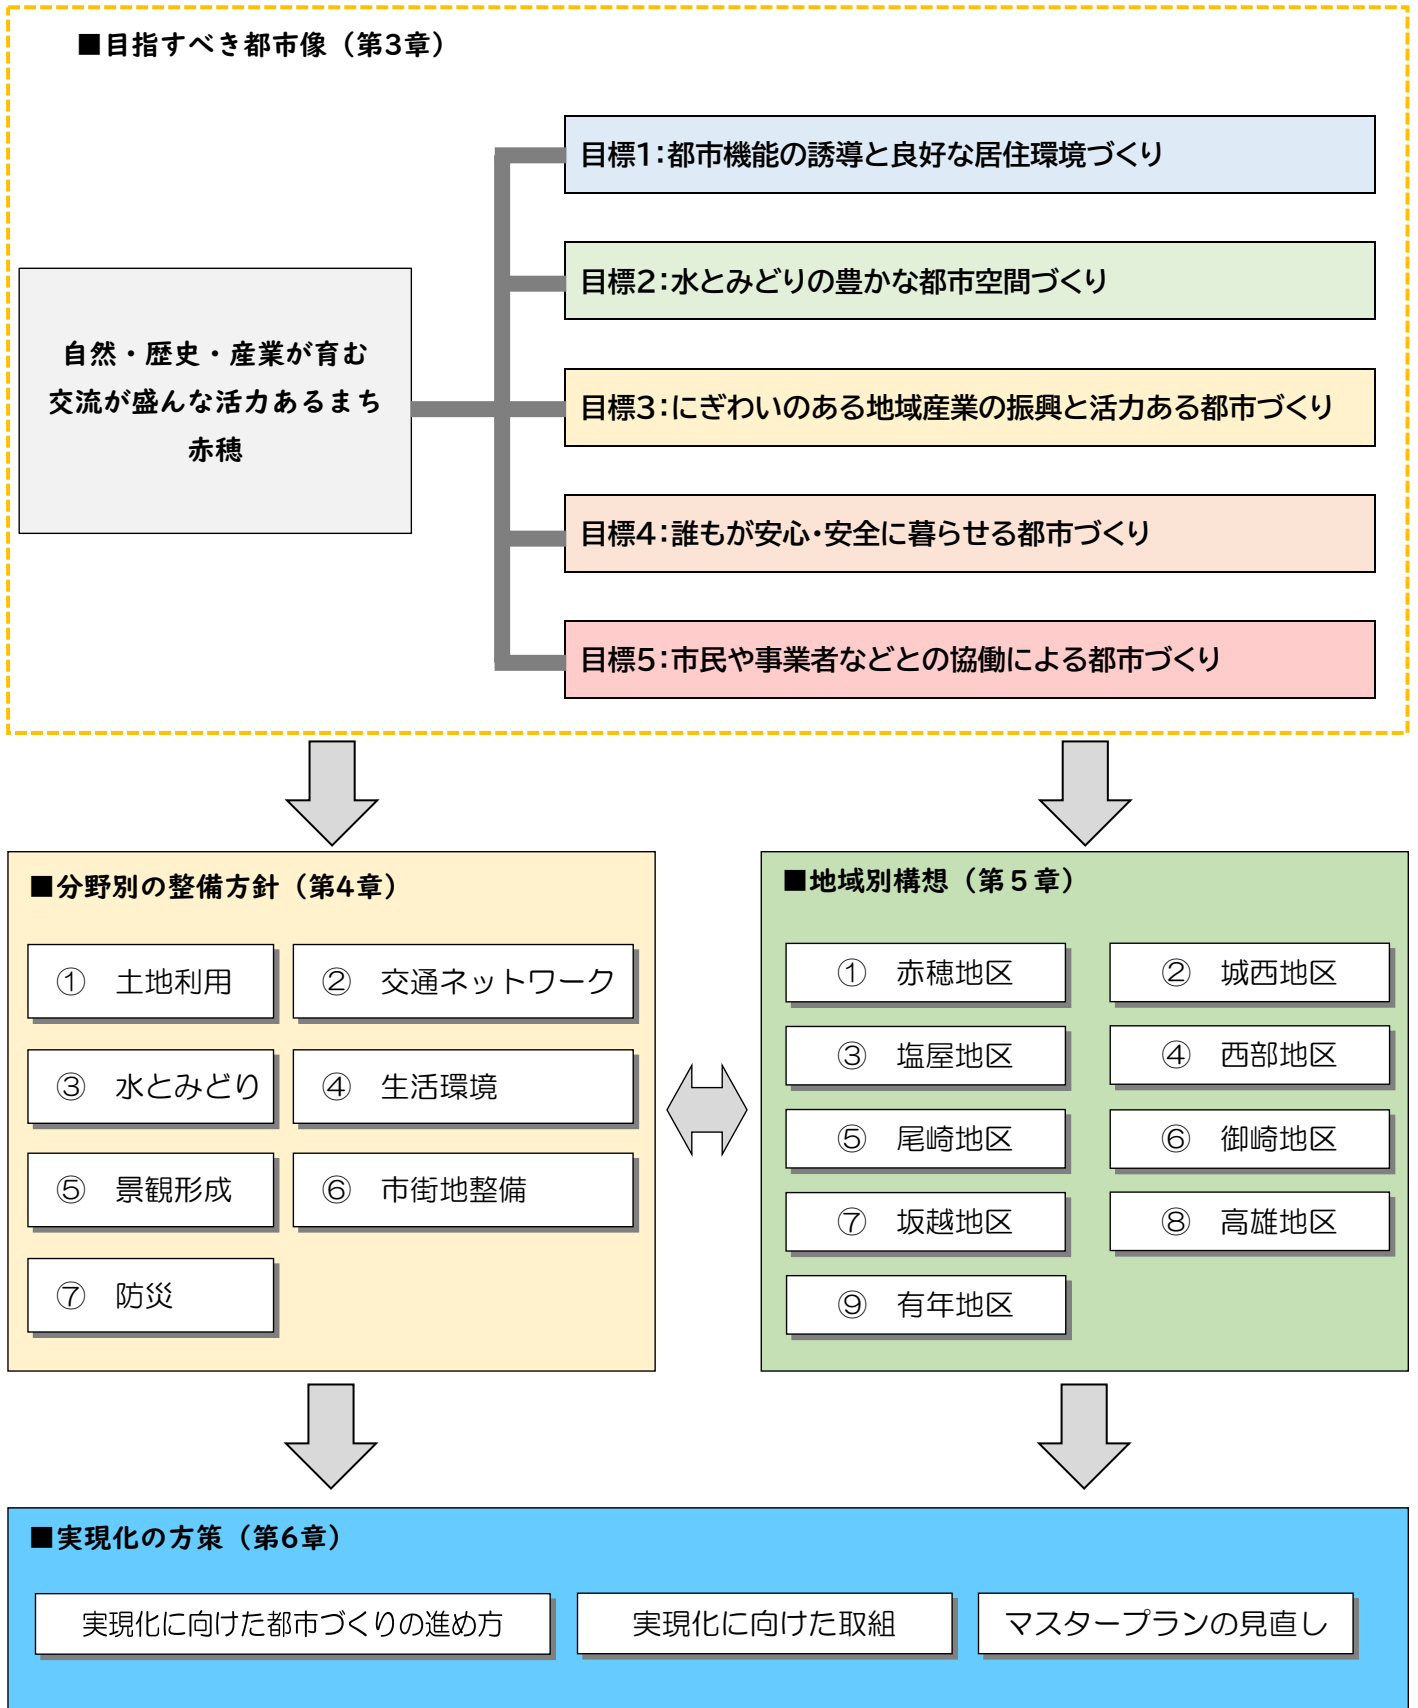 ■目指すべき都市像（第3章）
目標1：都市機能の誘導と良好な居住環境づくり
目標2：水とみどりの豊かな都市空間づくり
自然・歴史・産業が育む
交流が盛んな活力あるまち
赤穂
目標3：にぎわいのある地域産業の振興と活力ある都市づくり
目標4：誰もが安心・安全に暮らせる都市づくり
目標5：市民や事業者などとの協働による都市づくり
■分野別の整備方針（第4章）
① 土地利用
② 交通ネットワーク
③ 水とみどり
④ 生活環境
⑤ 景観形成
⑥ 市街地整備
⑦ 防災
■地域別構想（第５章）
① 赤穂地区
② 城西地区
③ 塩屋地区
④ 西部地区
⑤ 尾崎地区
⑥ 御崎地区
⑦ 坂越地区
⑧ 高雄地区
⑨ 有年地区
■実現化の方策（第6章）
実現化に向けた都市づくりの進め方
実現化に向けた取組
マスタープランの見直し